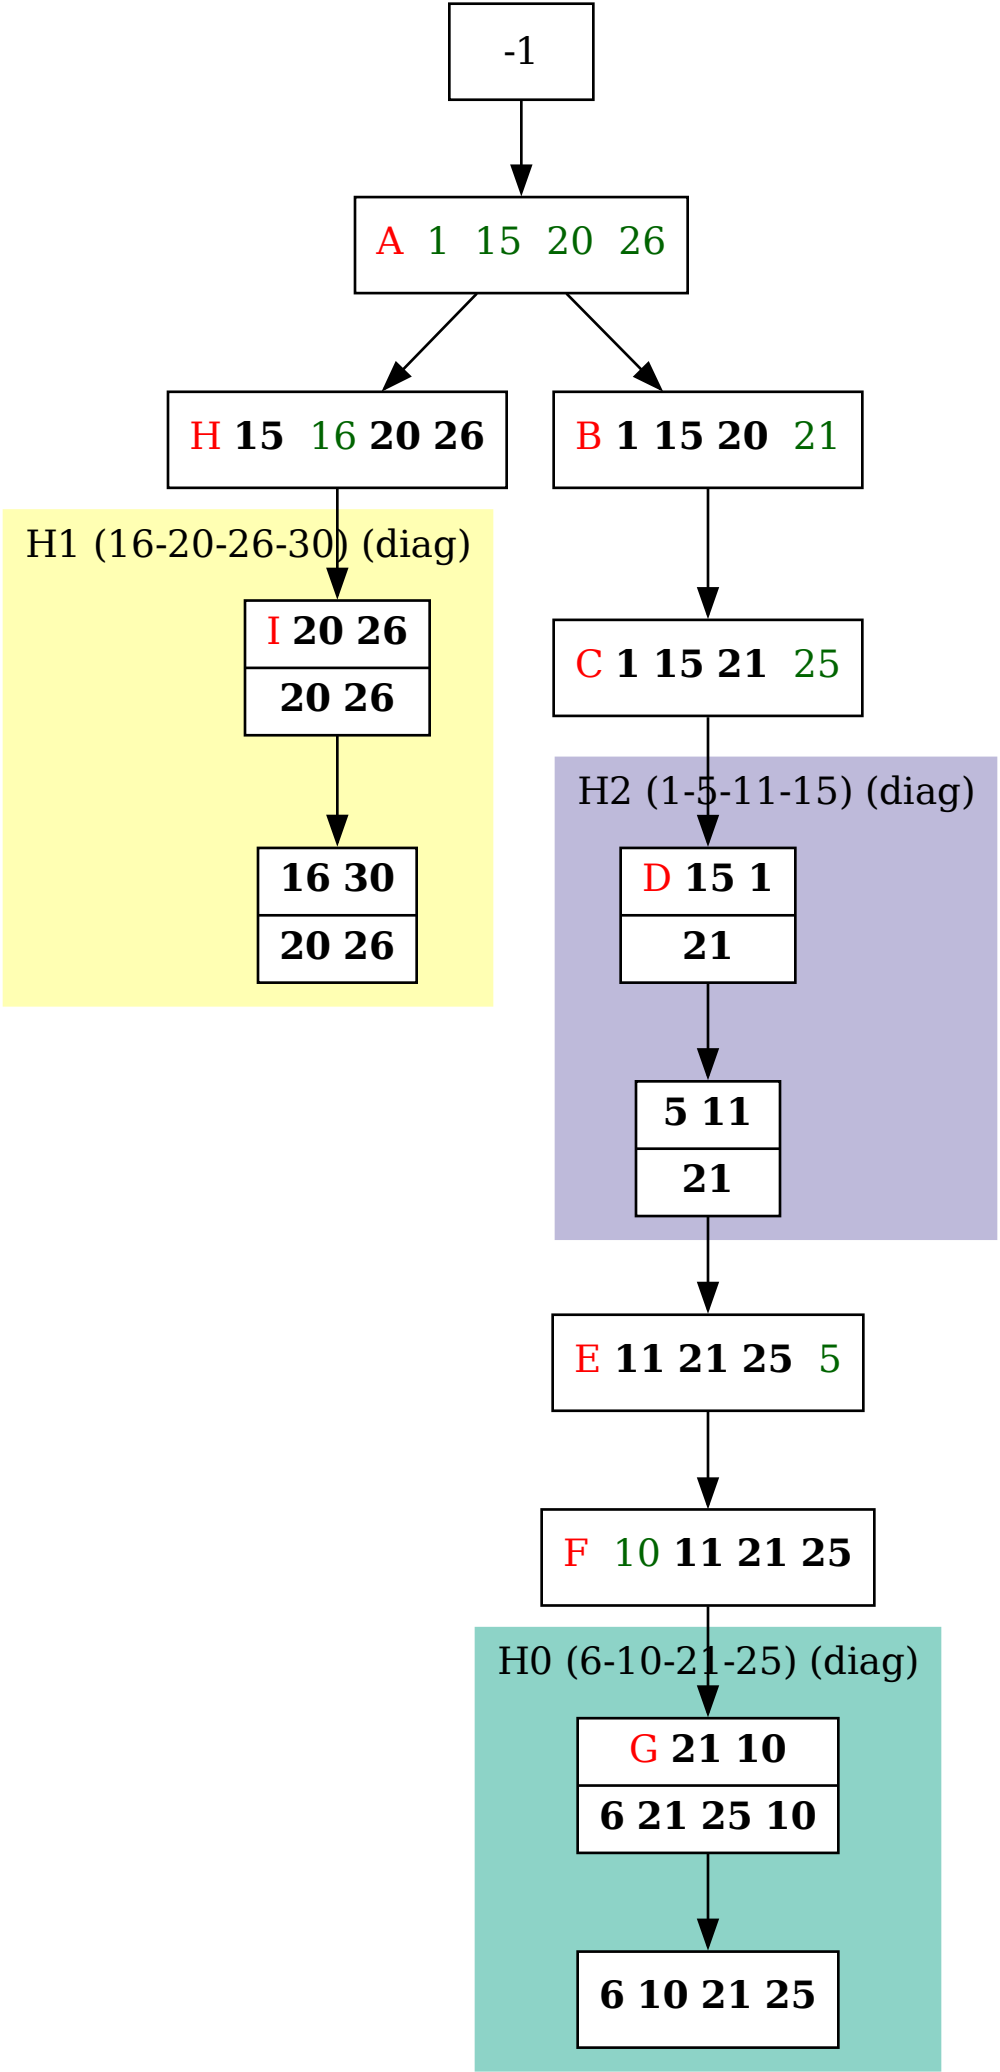 -1
A 1 15 20 26
H 15 16 20 26
B 1 15 20 21
H1 (16-20-26-30) (diag)
I 20 26
20 26
C 1 15 21 25
H2 (1-5-11-15) (diag)
16 30
20 26
D 15 1
21
5 11
21
E 11 21 25 5
F 10 11 21 25
H0 (6-10-21-25) (diag)
G 21 10
6 21 25 10
6 10 21 25